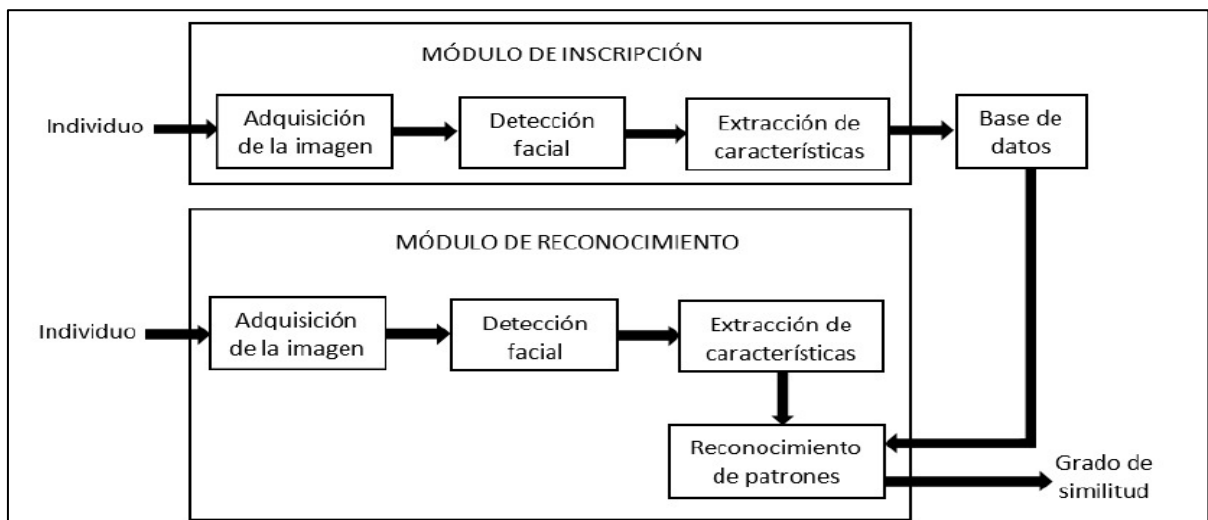 MÓDULO DE INSCRIPCIÓN
Individuo
Adquisición
de la imagen
Detección
facial
Extracción de
características
Base de
datos
MÓDULO DE RECONOCIMIENTO
Individuo
Adquisición
de la imagen
Detección
facial
Extracción de
características
Reconocimiento
de patrones
Grado de
similitud